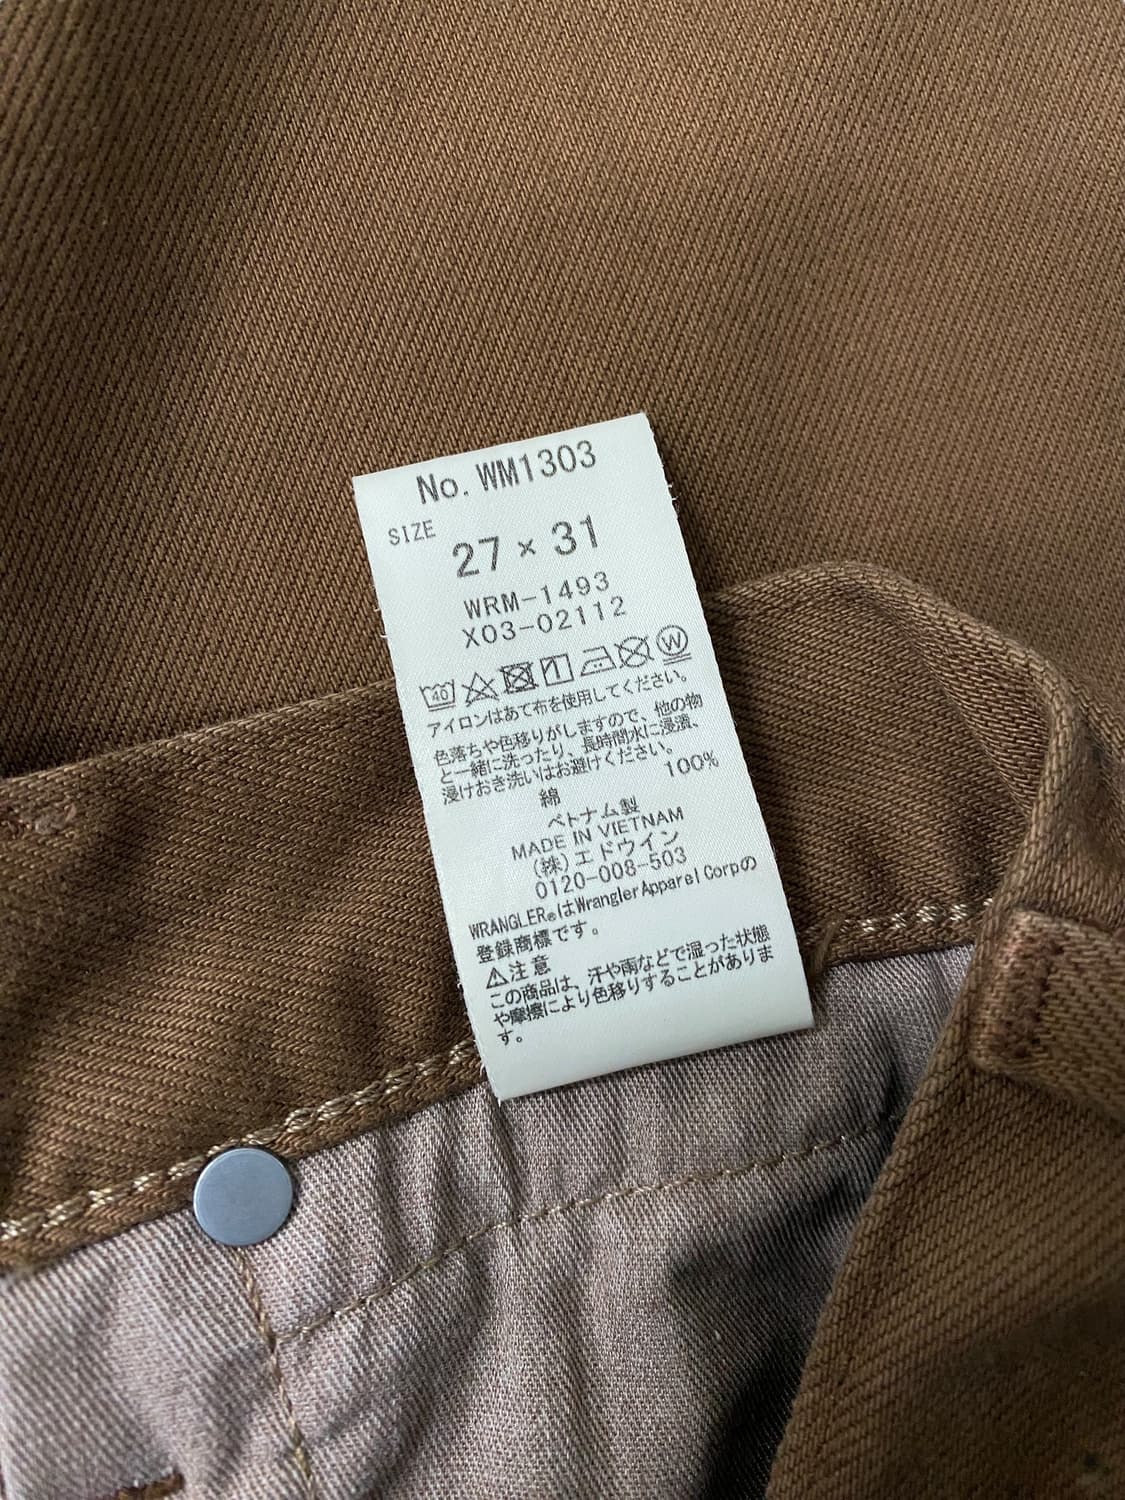 No. WM1303
SIZE
27 × 31
WRM-1493
X03-02112
40 W
アイロンはあて布を使用してください。
色落ちや色移りがしますので、他の物
と一緒に洗ったり、長時間水に浸漬、
浸けおき洗いはお避けください。
綿 100%
ベトナム製
MADE IN VIETNAM
(株)エドウイン
0120-008-503
WRANGLER®はWrangler Apparel Corpの
登録商標です。
⚠注意
この商品は、汗や雨などで湿った状態
や摩擦により色移りすることがありま
す。